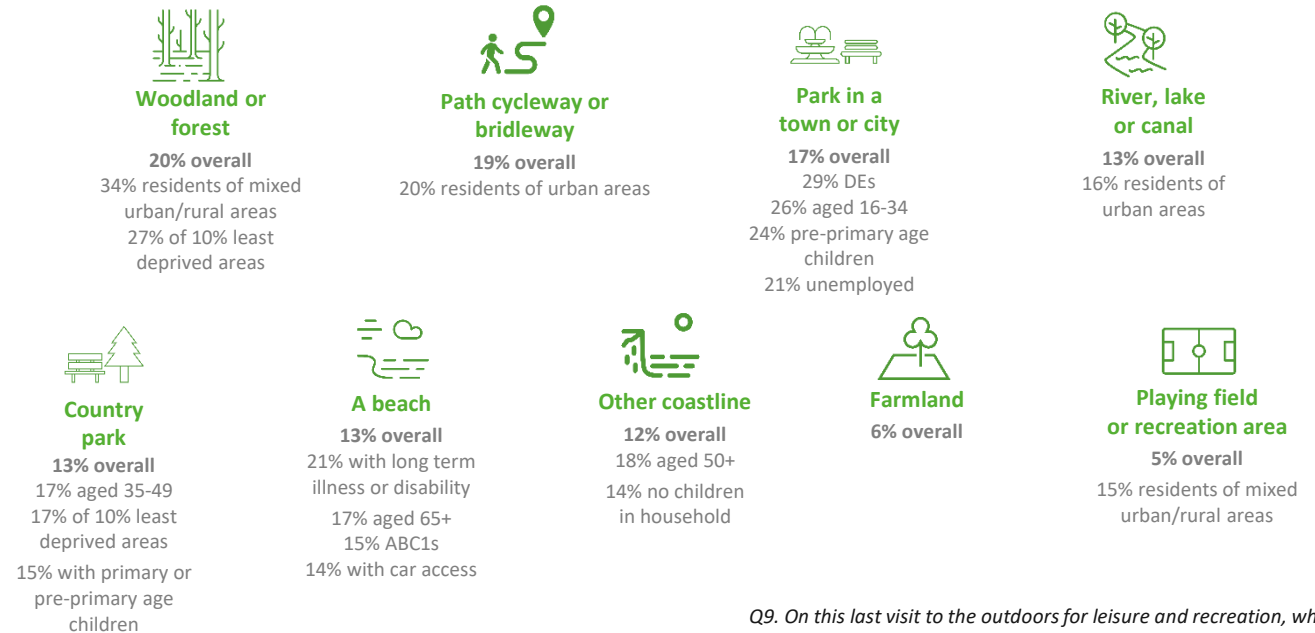 Woodland or
forest
20% overall
34% residents of mixed
urban/rural areas
27% of 10% least
deprived areas
Path cycleway or
bridleway
19% overall
20% residents of urban areas
Park in a
town or city
17% overall
29% DEs
26% aged 16-34
24% pre-primary age
children
21% unemployed
River, lake
or canal
13% overall
16% residents of
urban areas
Country
park
13% overall
17% aged 35-49
17% of 10% least
deprived areas
15% with primary or
pre-primary age
children
A beach
13% overall
21% with long term
illness or disability
17% aged 65+
15% ABC1s
14% with car access
Other coastline
12% overall
18% aged 50+
14% no children
in household
Farmland
6% overall
Playing field
or recreation area
5% overall
15% residents of mixed
urban/rural areas
Q9. On this last visit to the outdoors for leisure and recreation, wh